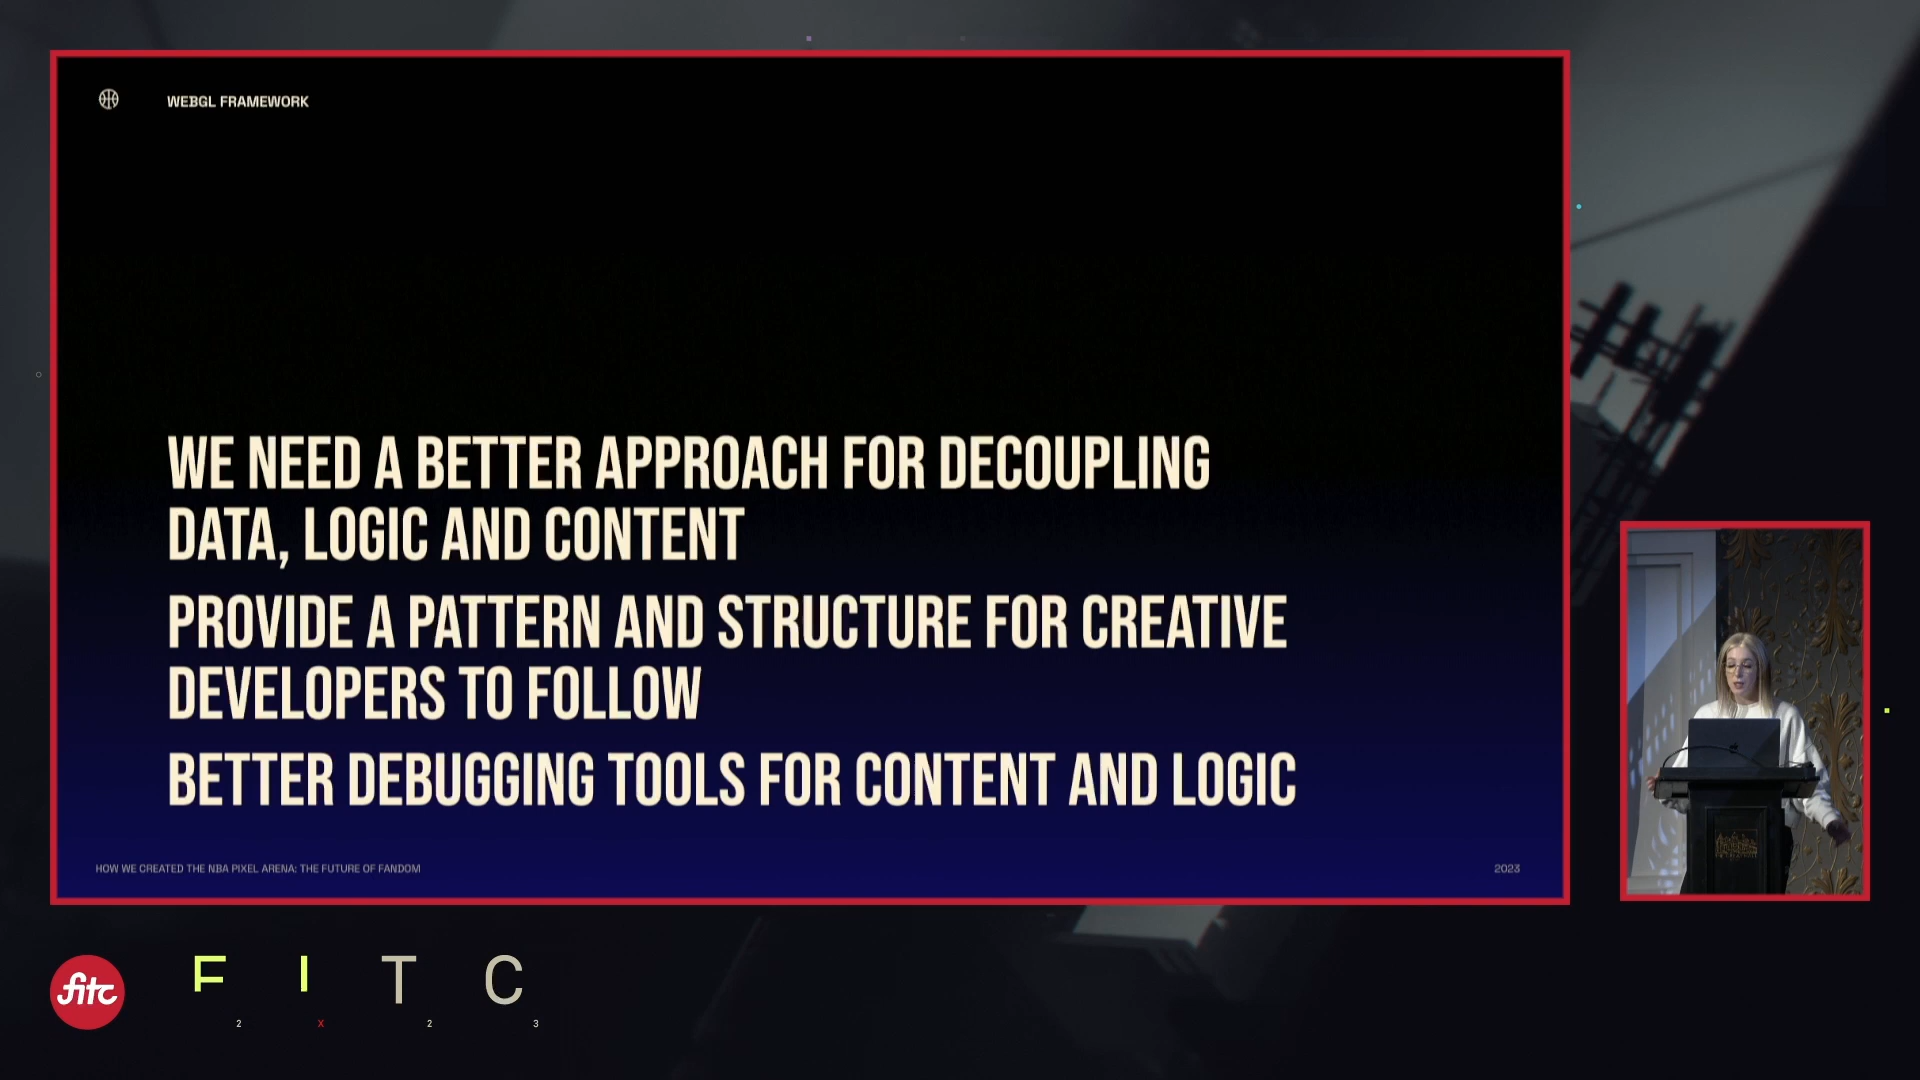 WEBGL FRAMEWORK
WE NEED A BETTER APPROACH FOR DECOUPLING
DATA, LOGIC AND CONTENT
PROVIDE A PATTERN AND STRUCTURE FOR CREATIVE
DEVELOPERS TO FOLLOW
BETTER DEBUGGING TOOLS FOR CONTENT AND LOGIC
HOW WE CREATED THE NBA PIXEL ARENA: THE FUTURE OF FANDOM
2023
fitc
F I T C
2 X 2 3